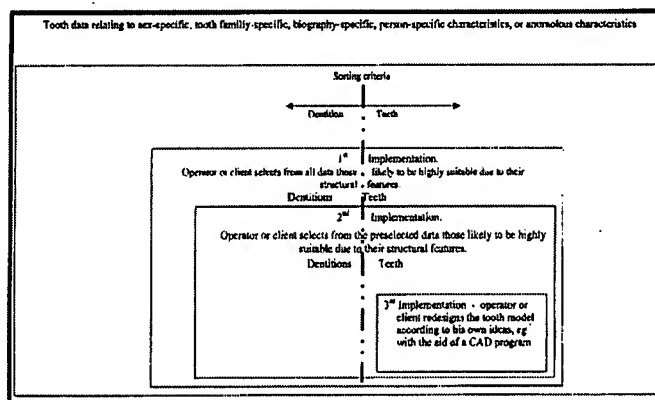 Tooth data relating to sex-specific, tooth familiy-specific, biography-specific, person-specific characteristics, or anomolous characteristics
Sorting criteria
Dentition Teeth
1st Implementation.
Operator or client selects from all data those likely to be highly suitable due to their
structural features.
Dentitions Teeth
2nd Implementation.
Operator or client selects from the preselected data those likely to be highly
suitable due to their structural features.
Dentitions Teeth
3rd Implementation - operator or
client redesigns the tooth model
according to his own ideas, eg
with the aid of a CAD program